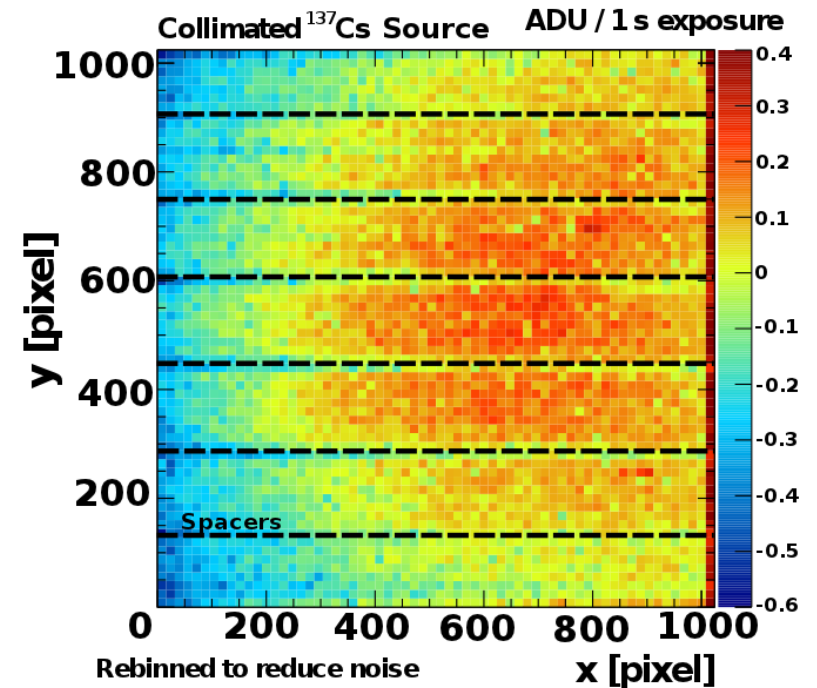 Collimated ¹³⁷Cs Source
ADU / 1 s exposure
y [pixel]
1000
800
600
400
200
0
Spacers
0.4
0.3
0.2
0.1
0
-0.1
-0.2
-0.3
-0.4
-0.5
-0.6
200 400 600 800 1000
Rebinned to reduce noise
x [pixel]